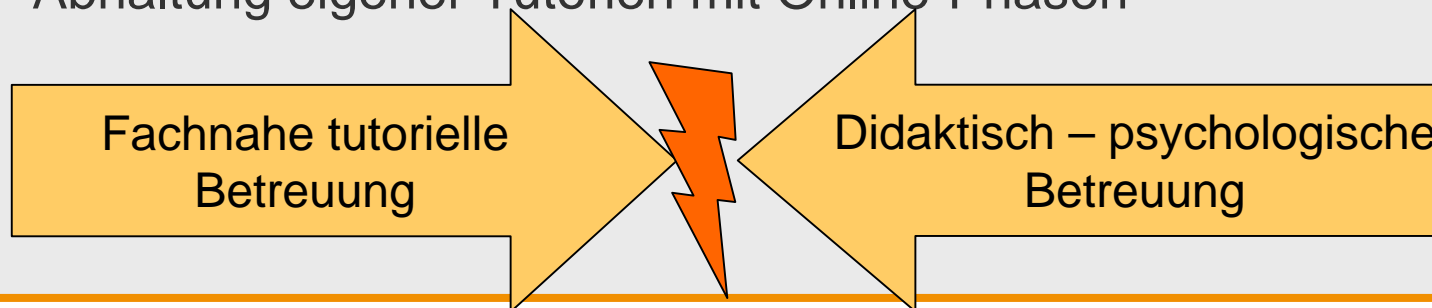 Abhaltung eigener Tutorien mit Online Phasen
Fachnahe tutorielle
Betreuung
Didaktisch – psychologische
Betreuung